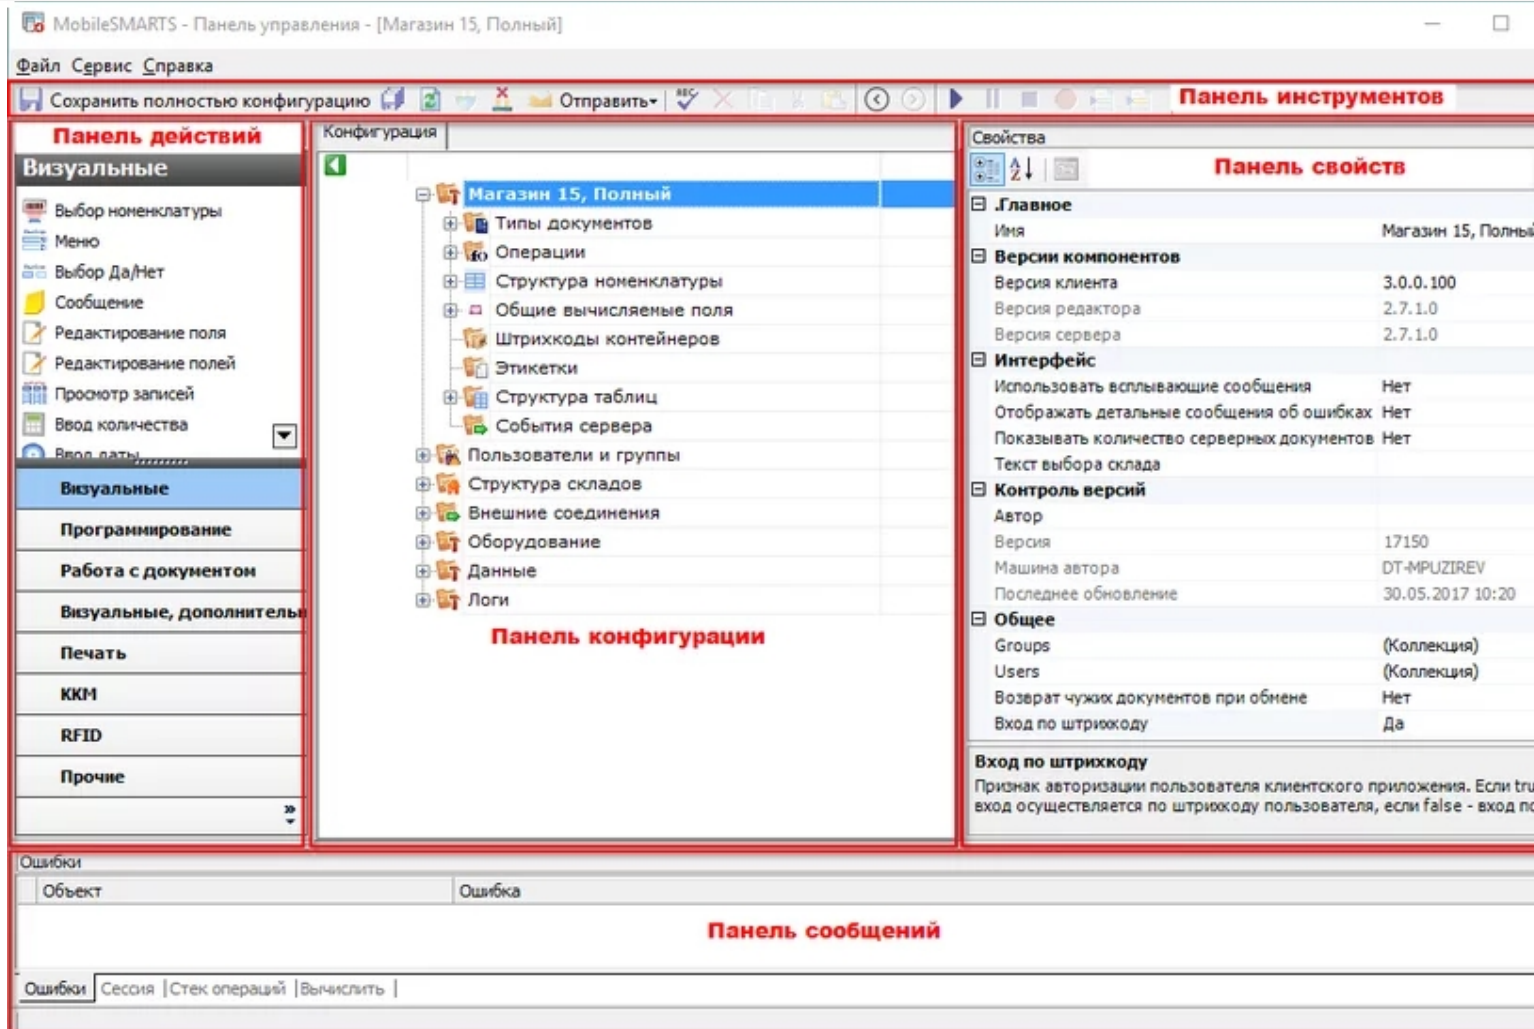 MobileSMARTS - Панель управления - [Магазин 15, Полный]
Файл Сервис Справка
Сохранить полностью конфигурацию Отправить Панель инструментов
Панель действий
Визуальные
Выбор номенклатуры
Меню
Выбор Да/Нет
Сообщение
Редактирование поля
Редактирование полей
Просмотр записей
Ввод количества
Ввод даты
Визуальные
Программирование
Работа с документом
Визуальные, дополнительн
Печать
ККМ
RFID
Прочие
Конфигурация
Магазин 15, Полный
Типы документов
Операции
Структура номенклатуры
Общие вычисляемые поля
Штрихкоды контейнеров
Этикетки
Структура таблиц
События сервера
Пользователи и группы
Структура складов
Внешние соединения
Оборудование
Данные
Логи
Панель конфигурации
Свойства
Панель свойств
.Главное
Имя Магазин 15, Полный
Версии компонентов
Версия клиента 3.0.0.100
Версия редактора 2.7.1.0
Версия сервера 2.7.1.0
Интерфейс
Использовать всплывающие сообщения Нет
Отображать детальные сообщения об ошибках Нет
Показывать количество серверных документов Нет
Текст выбора склада
Контроль версий
Автор
Версия 17150
Машина автора DT-MPUZIREV
Последнее обновление 30.05.2017 10:20
Общее
Groups (Коллекция)
Users (Коллекция)
Возврат чужих документов при обмене Нет
Вход по штрихкоду Да
Вход по штрихкоду
Признак авторизации пользователя клиентского приложения. Если tru
вход осуществляется по штрихкоду пользователя, если false - вход по
Ошибки
Объект Ошибка
Панель сообщений
Ошибки Сессия | Стек операций | Вычислить |